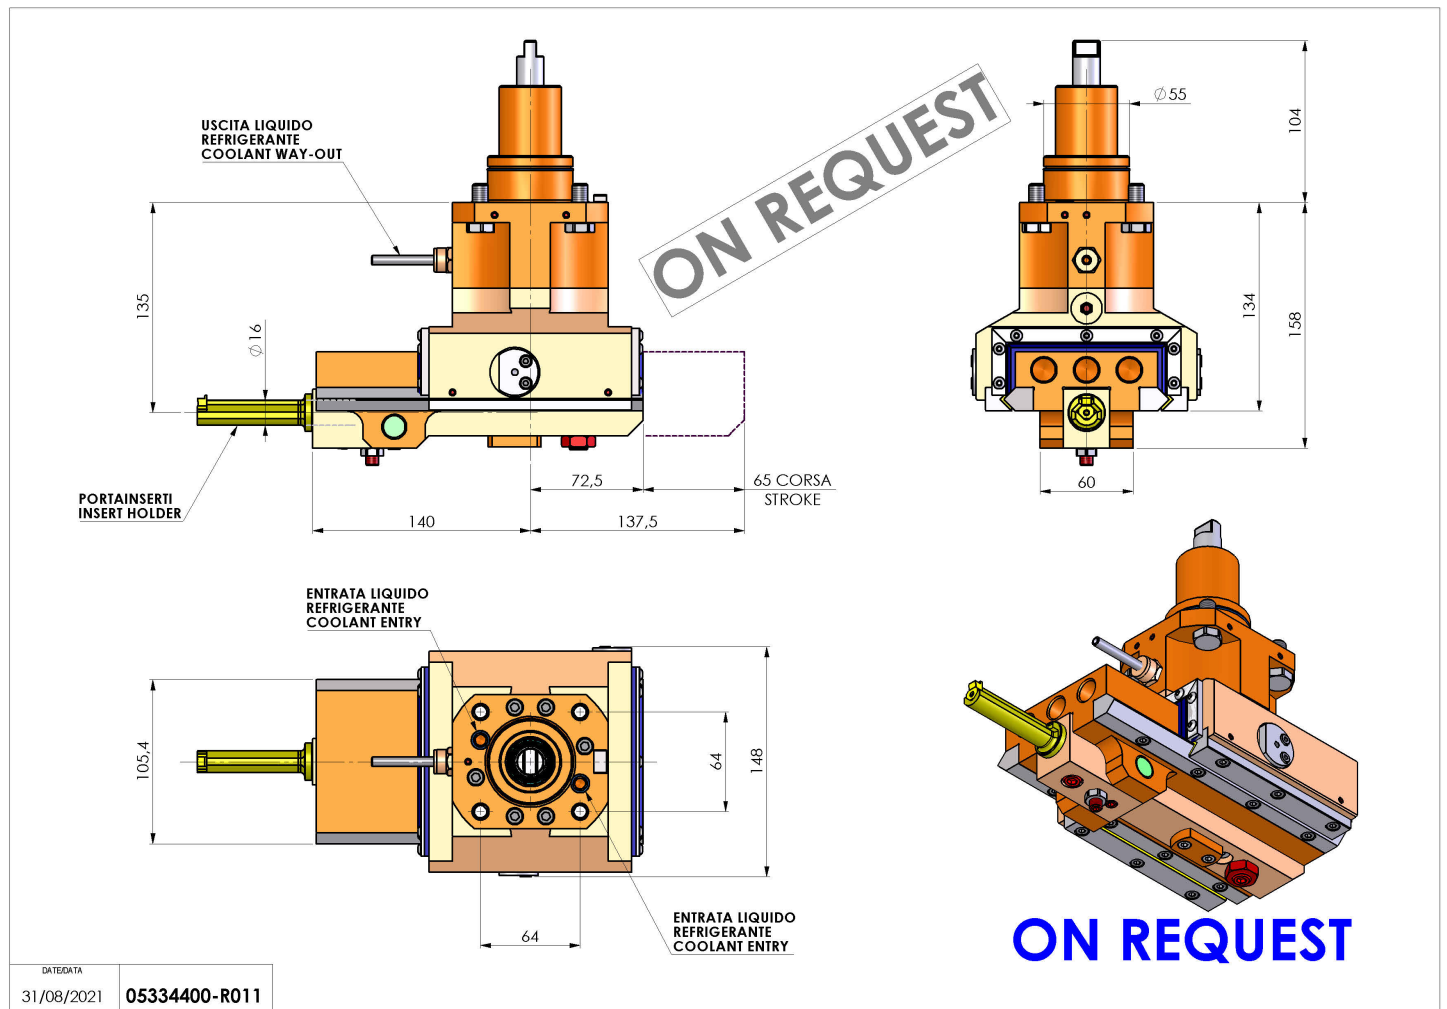 USCITA LIQUIDO
REFRIGERANTE
COOLANT WAY-OUT
ON REQUEST
Ø55
104
135
Ø16
134
158
PORTAINSERTI
INSERT HOLDER
72,5
65 CORSA
STROKE
140
137,5
60
ENTRATA LIQUIDO
REFRIGERANTE
COOLANT ENTRY
105,4
64
148
64
ENTRATA LIQUIDO
REFRIGERANTE
COOLANT ENTRY
ON REQUEST
DATE/DATA
31/08/2021
05334400-R011